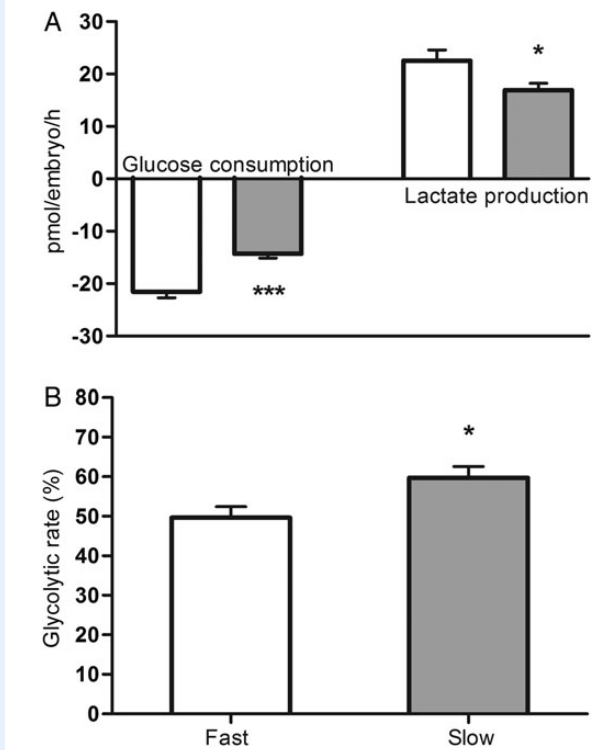 A
30
20
10
0
-10
-20
-30
pmol/embryo/h
Glucose consumption
*
Lactate production
***
B
80
70
60
50
40
30
20
10
0
Glycolytic rate (%)
*
Fast Slow